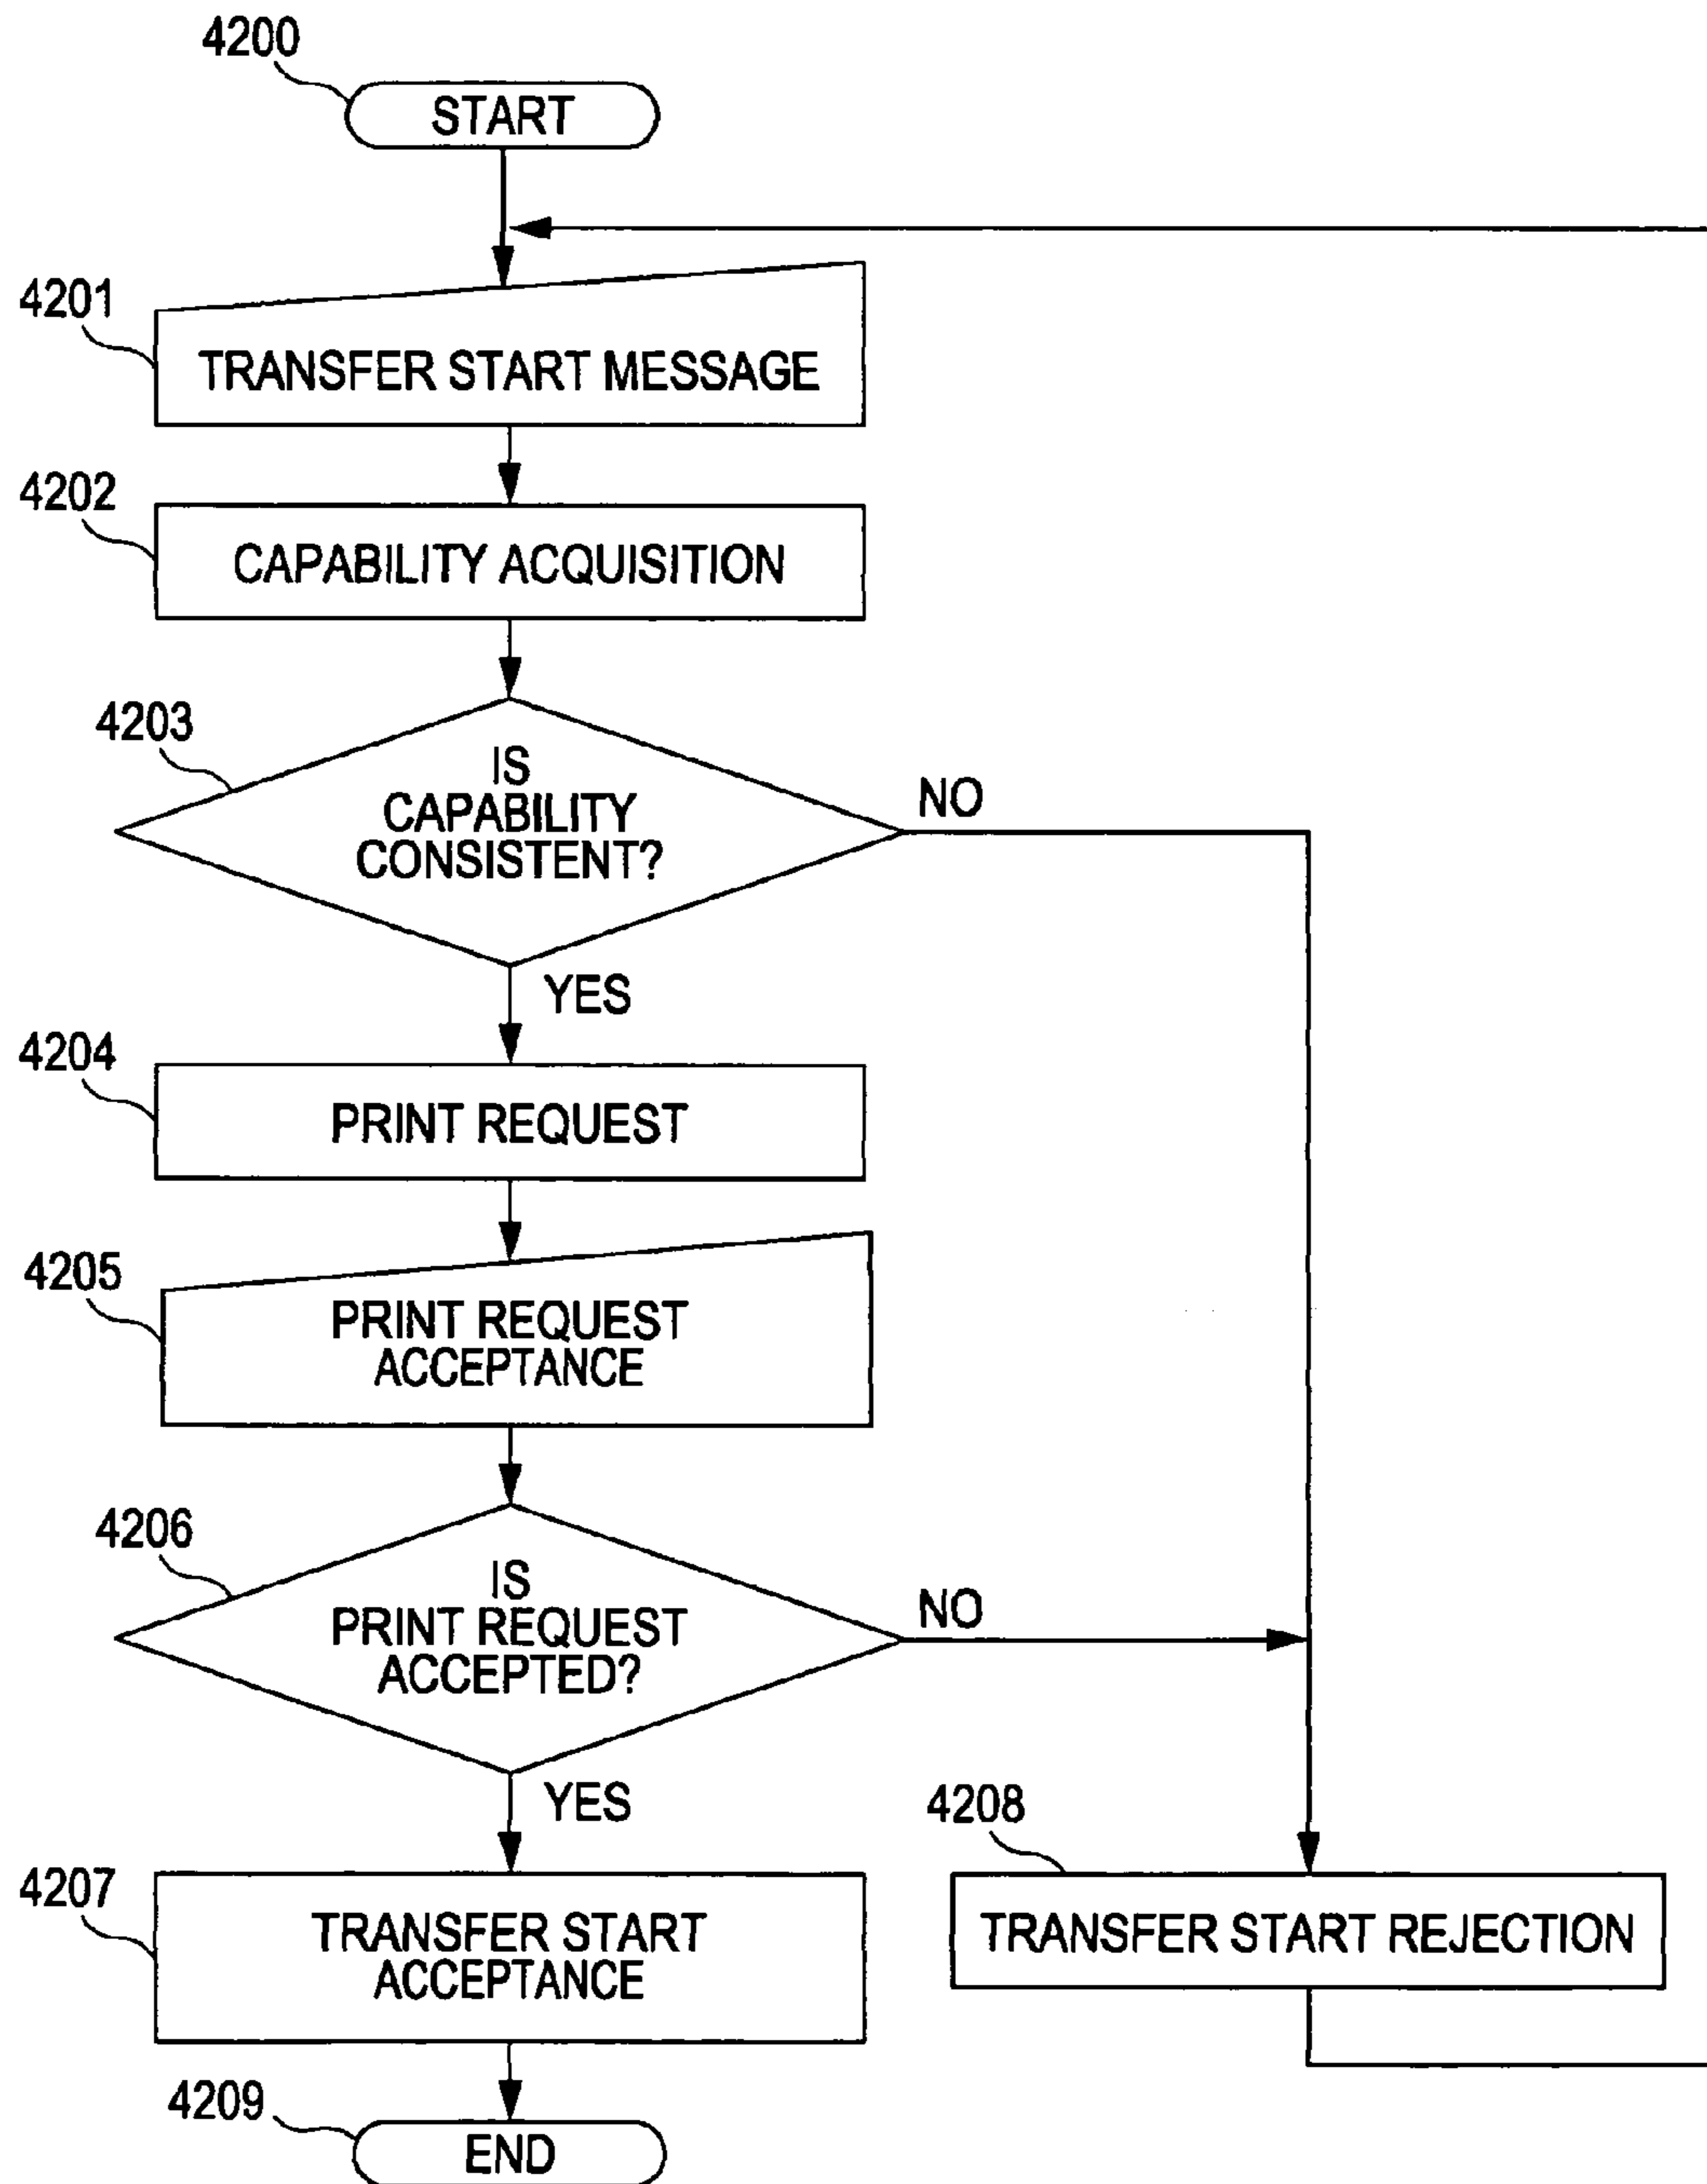 4200
START
4201
TRANSFER START MESSAGE
4202
CAPABILITY ACQUISITION
4203
IS
CAPABILITY
CONSISTENT?
NO
YES
4204
PRINT REQUEST
4205
PRINT REQUEST
ACCEPTANCE
4206
IS
PRINT REQUEST
ACCEPTED?
NO
YES
4207
TRANSFER START
ACCEPTANCE
4208
TRANSFER START REJECTION
4209
END